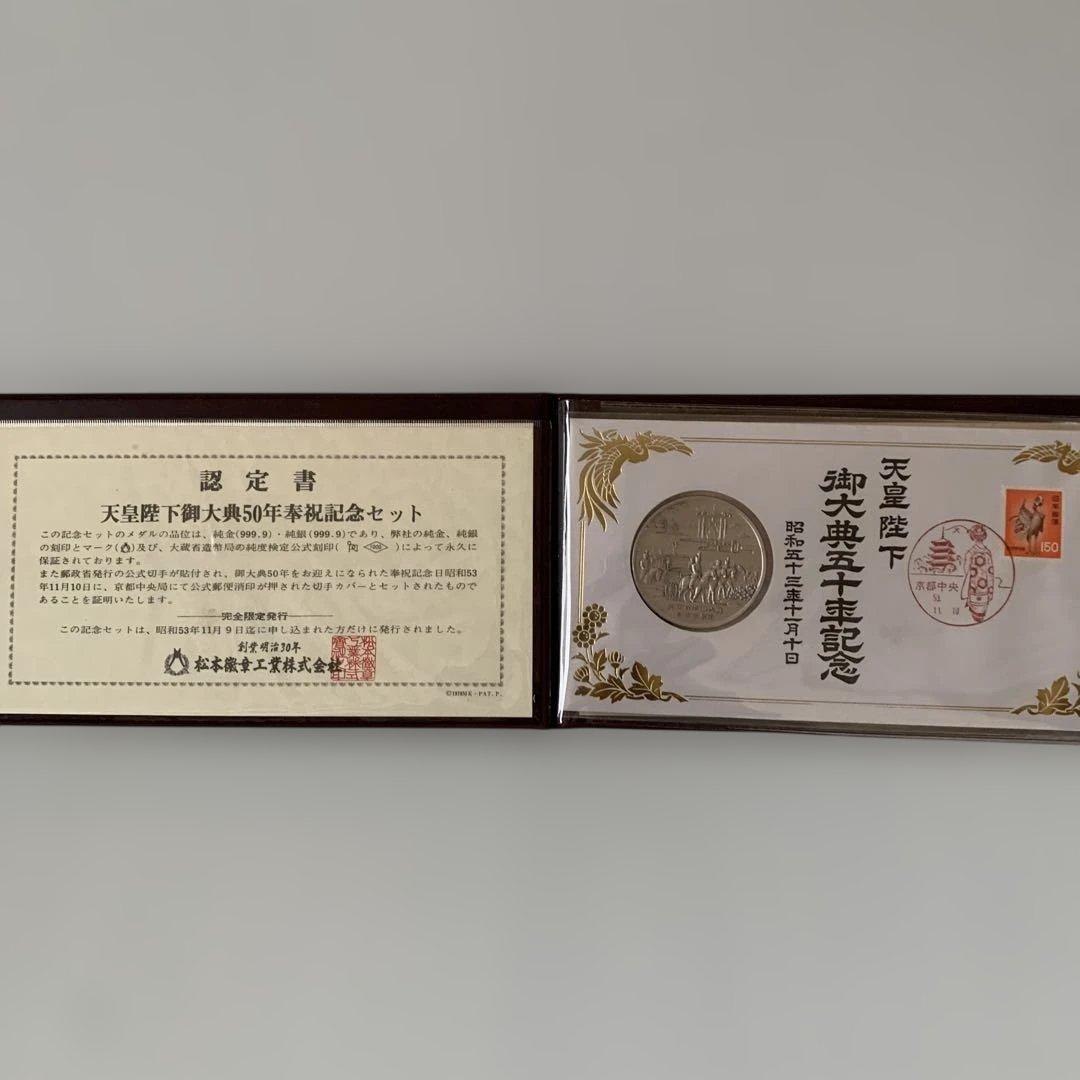 認定書
天皇陛下御大典50年奉祝記念セット
この記念セットのメダルの品位は、純金(999.9)・純銀(999.9)であり、弊社の純金、純銀
の刻印とマーク( )及び、大蔵省造幣局の純度検定公式刻印( 1000 )によって永久に
保証されております。
また郵政省発行の公式切手が貼付され、御大典50年をお迎えになられた奉祝記念日昭和53
年11月10日に、京都中央局にて公式郵便消印が押された切手カバーとセットされたもので
あることを証明いたします。
完全限定発行
この記念セットは、昭和53年11月9日迄に申し込まれた方だけに発行されました。
創業明治30年
松本徽章工業株式会社
天皇陛下
御大典五十年記念
昭和五十三年十一月十日
日本郵便
150
京都中央
53
11.10